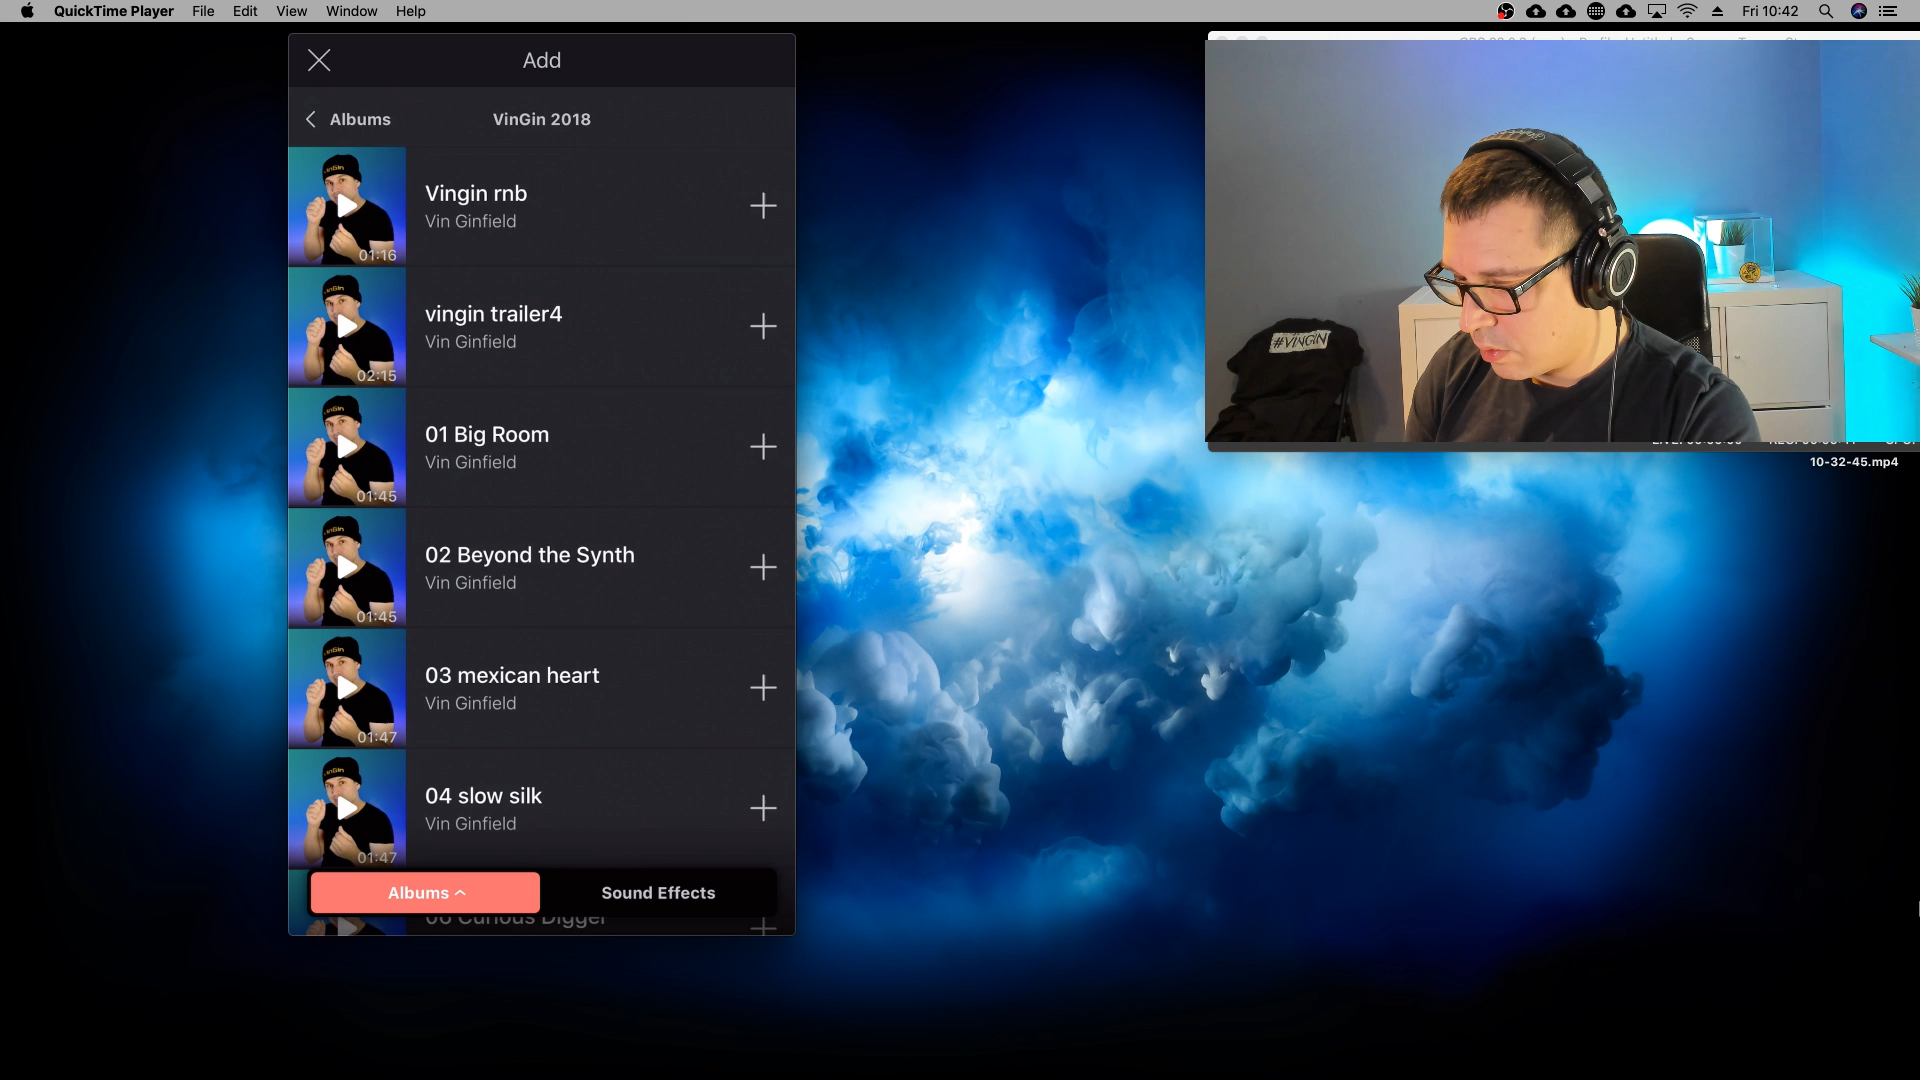 QuickTime Player File Edit View Window Help
Fri 10:42
Add
Albums
VinGin 2018
Vingin rnb
Vin Ginfield
01:16
vingin trailer4
Vin Ginfield
02:15
01 Big Room
Vin Ginfield
01:45
02 Beyond the Synth
Vin Ginfield
01:45
03 mexican heart
Vin Ginfield
01:47
04 slow silk
Vin Ginfield
01:47
Curious Digger
Albums
Sound Effects
#VINGIN
10-32-45.mp4